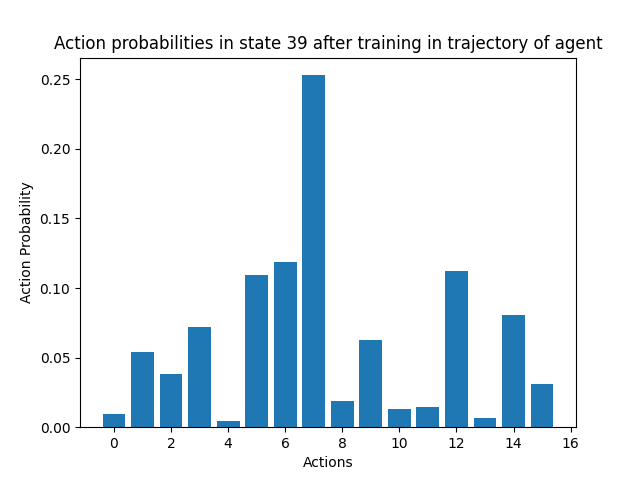 Action probabilities in state 39 after training in trajectory of agent
0.25
0.20
0.15
0.10
0.05
0.00
Action Probability
0 2 4 6 8 10 12 14 16
Actions